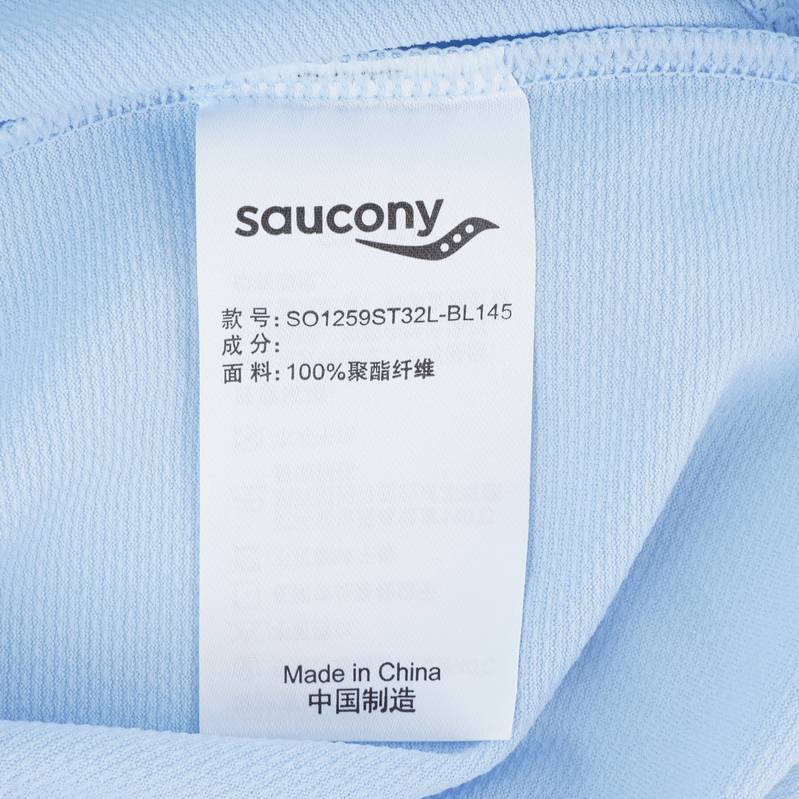 saucony
款号: SO1259ST32L-BL145
成分:
面料: 100%聚酯纤维
Made in China
中国制造